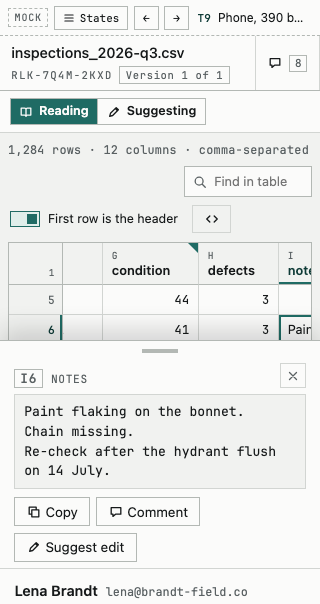 MOCK States ← → T9 Phone, 390 b…
inspections_2026-q3.csv
RLK-7Q4M-2KXD Version 1 of 1 8
Reading Suggesting
1,284 rows · 12 columns · comma-separated
Find in table
First row is the header <>
G H I
1 condition defects
5 44 3
6 41 3
I6 NOTES
Paint flaking on the bonnet.
Chain missing.
Re-check after the hydrant flush
on 14 July.
Copy Comment
Suggest edit
Lena Brandt lena@brandt-field.co